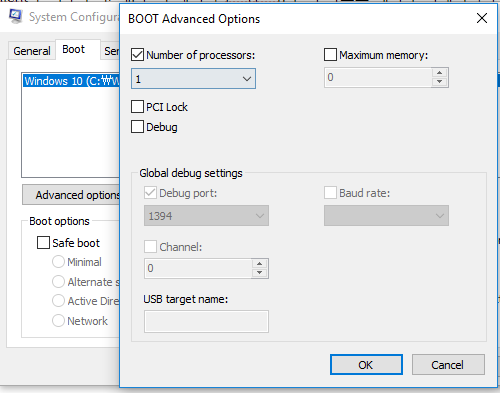 System Configura
BOOT Advanced Options
General
Boot
Ser
Windows 10 (C:₩W
Advanced options
Boot options
Safe boot
Minimal
Alternate s
Active Dire
Network
Number of processors:
Maximum memory:
1
0
PCI Lock
Debug
Global debug settings
Debug port:
Baud rate:
1394
Channel:
0
USB target name:
OK
Cancel